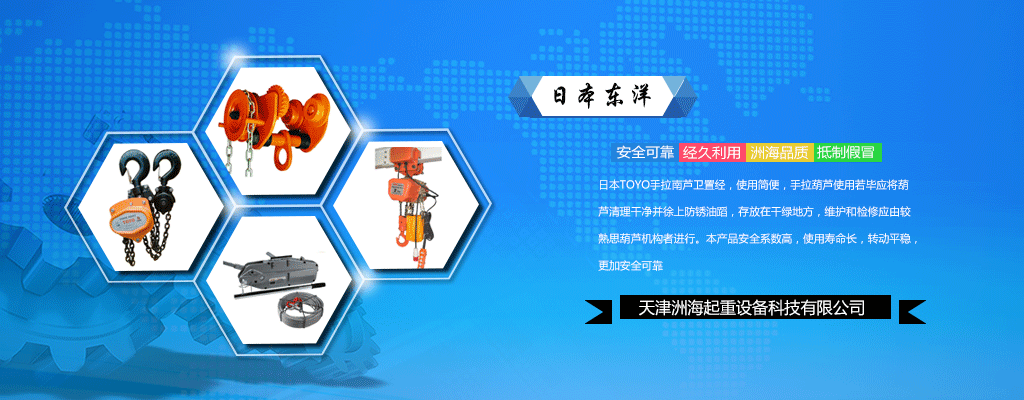 日本东洋
安全可靠 经久利用 洲海品质 抵制假冒
日本TOYO手拉南芦卫置经，使用简便，手拉葫芦使用若毕应将葫
芦清理干净并徐上防锈油蹈，存放在干绿地方，维护和检修应由较
熟思葫芦机构者进行。本产品安全系数高，使用寿命长，转动平稳，
更加安全可靠
天津洲海起重设备科技有限公司